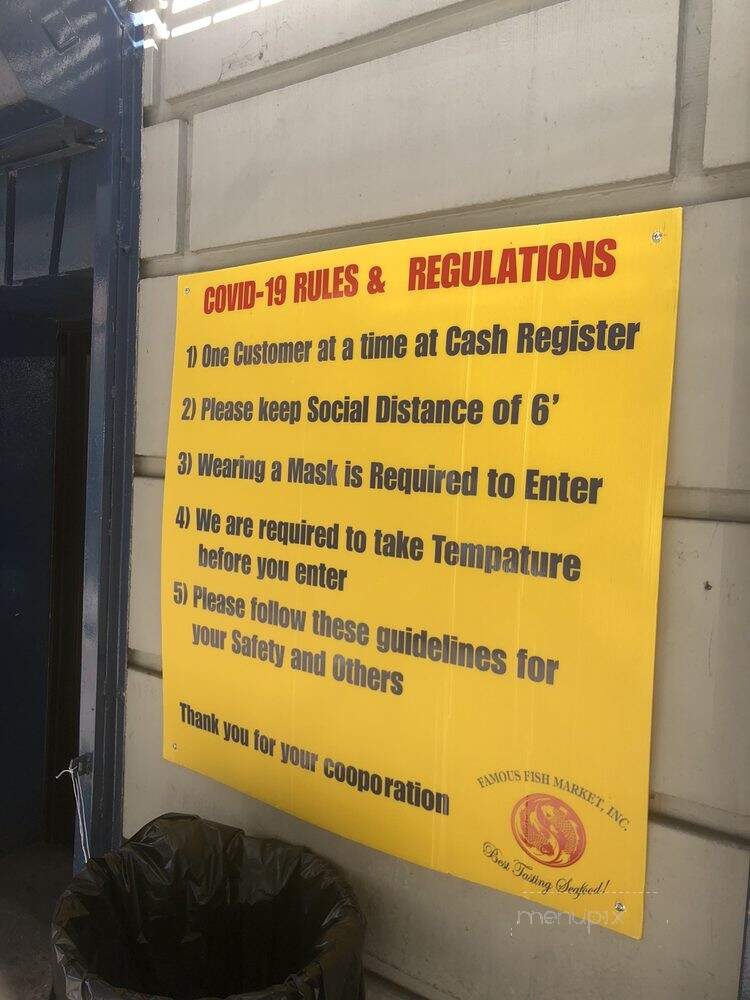 COVID-19 RULES & REGULATIONS
1) One Customer at a time at Cash Register
2) Please keep Social Distance of 6'
3) Wearing a Mask is Required to Enter
4) We are required to take Tempature
before you enter
5) Please follow these guidelines for
your Safety and Others
Thank you for your cooporation
FAMOUS FISH MARKET, INC.
Best Tasting Seafood!
menupix